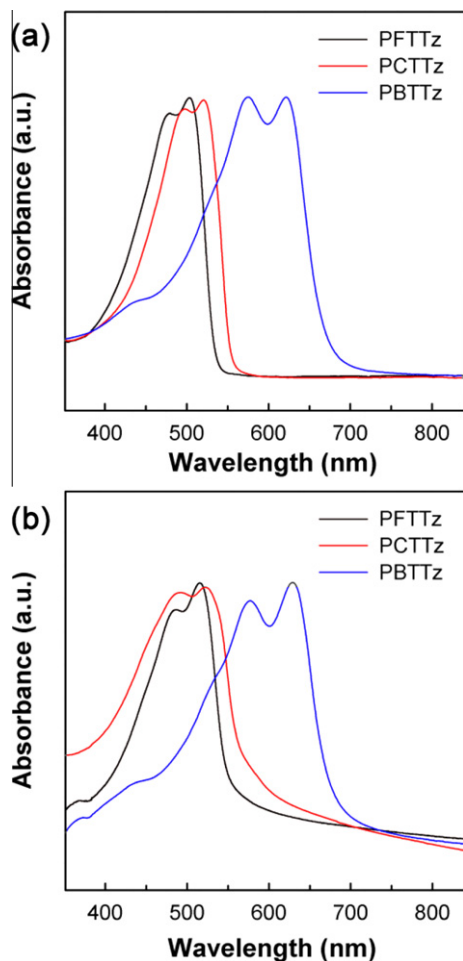 (a)
PFTTz
PCTTz
PBTTz
Absorbance (a.u.)
400 500 600 700 800
Wavelength (nm)
(b)
PFTTz
PCTTz
PBTTz
Absorbance (a.u.)
400 500 600 700 800
Wavelength (nm)